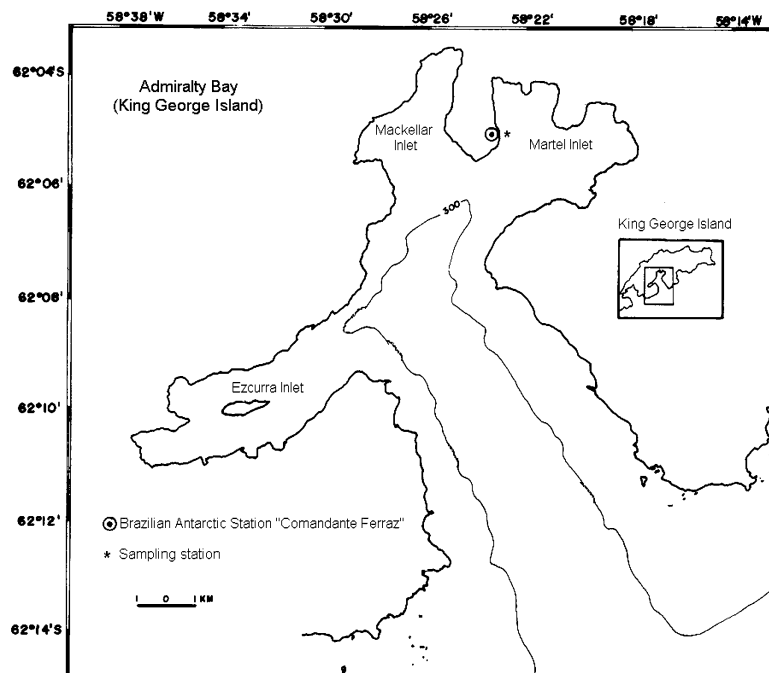 58°38'W 58°34' 58°30' 58°26' 58°22' 58°18' 58°14'W
62°04'S
Admiralty Bay
(King George Island)
Mackellar
Inlet
Martel Inlet
62°06'
300
King George Island
62°06'
Ezcurra Inlet
62°10'
62°12'
Brazilian Antarctic Station "Comandante Ferraz"
* Sampling station
1 0 1 KM
62°14'S